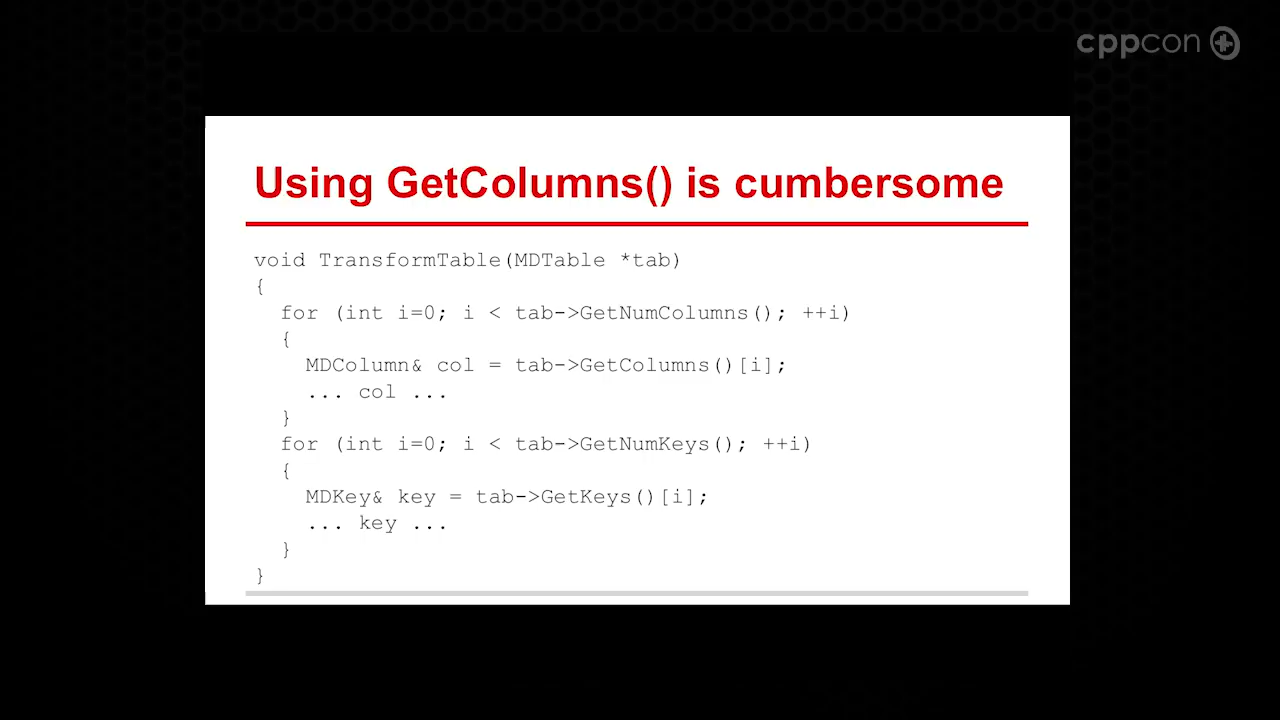 cppcon
Using GetColumns() is cumbersome
void TransformTable(MDTable *tab)
{
  for (int i=0; i < tab->GetNumColumns(); ++i)
  {
    MDColumn& col = tab->GetColumns()[i];
    ... col ...
  }
  for (int i=0; i < tab->GetNumKeys(); ++i)
  {
    MDKey& key = tab->GetKeys()[i];
    ... key ...
  }
}